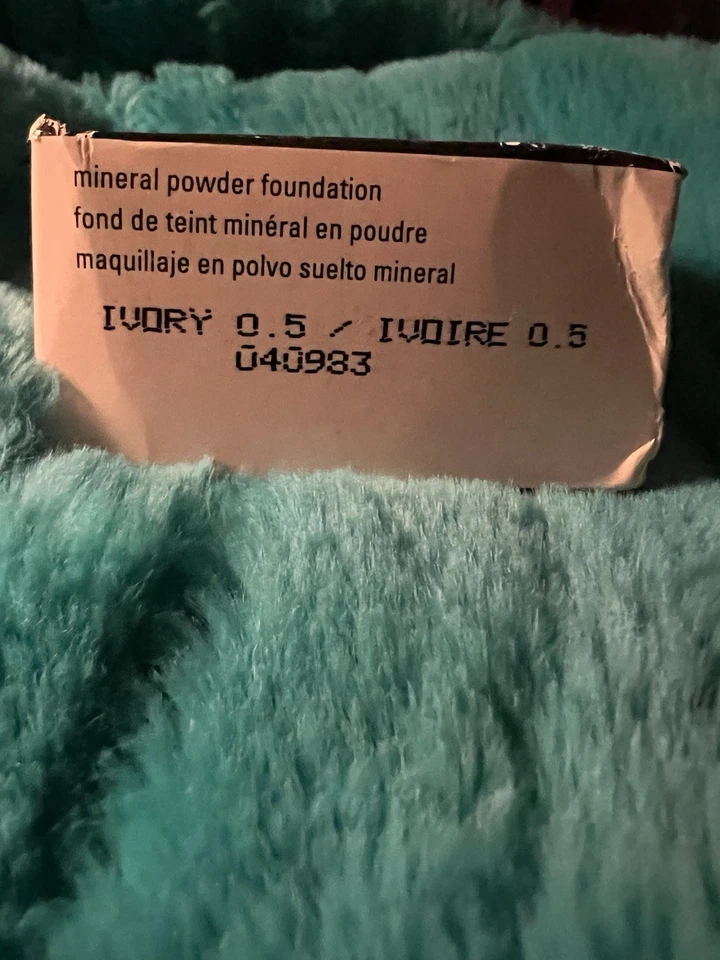 mineral powder foundation
fond de teint minéral en poudre
maquillaje en polvo suelto mineral
IVORY 0.5 / IVOIRE 0.5
040983